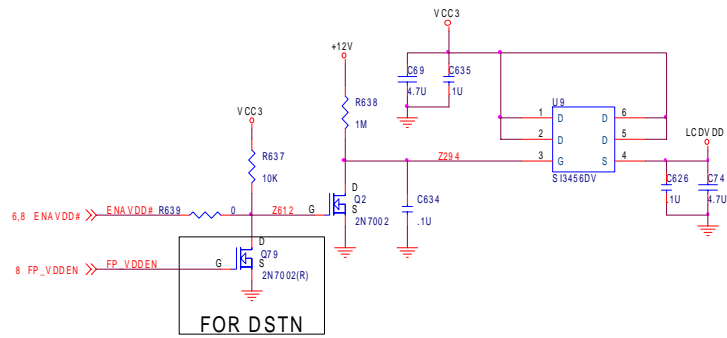 VCC3
+12V
C69
4.7U
C635
.1U
U9
R638
1M
1 D D 6
2 D D 5
3 G S 4
SI3456DV
LCDVDD
VCC3
R637
10K
Z294
C626
.1U
C74
4.7U
D
Q2
G S
2N7002
C634
.1U
6,8 ENAVDD# ENAVDD# R639 0 Z612
D
Q79
8 FP_VDDEN FP_VDDEN G S
2N7002(R)
FOR DSTN